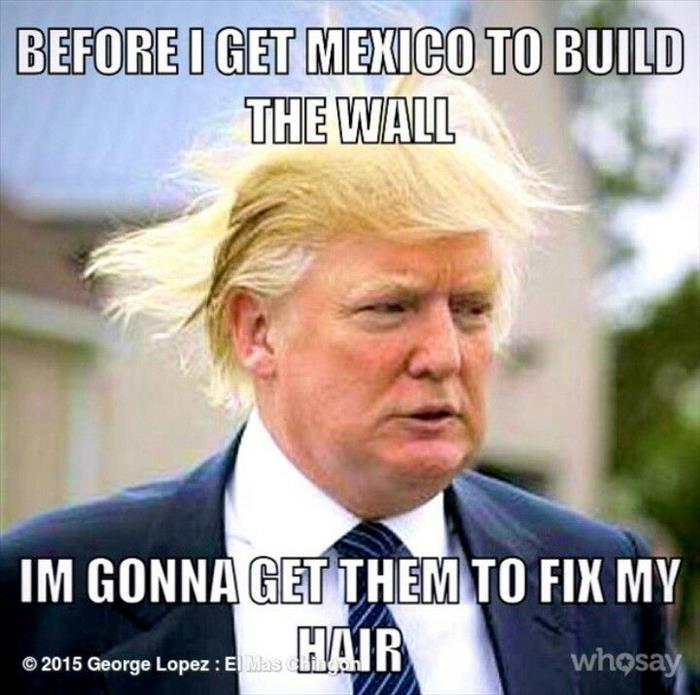 BEFORE I GET MEXICO TO BUILD
THE WALL
IM GONNA GET THEM TO FIX MY
HAIR
© 2015 George Lopez : El Mas Chingon
whosay